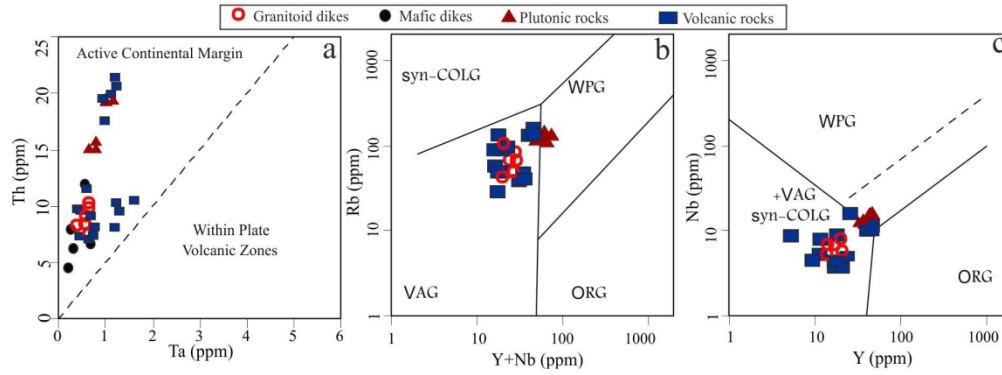 Granitoid dikes Mafic dikes Plutonic rocks Volcanic rocks
a
Active Continental Margin
Within Plate
Volcanic Zones
Th (ppm)
25
20
15
10
5
0
0 1 2 3 4 5 6
Ta (ppm)
b
syn-COLG
WPG
VAG
ORG
Rb (ppm)
1000
100
10
1
10 100 1000
Y+Nb (ppm)
c
WPG
+VAG
syn-COLG
ORG
Nb (ppm)
1000
100
10
1
1 10 100 1000
Y (ppm)